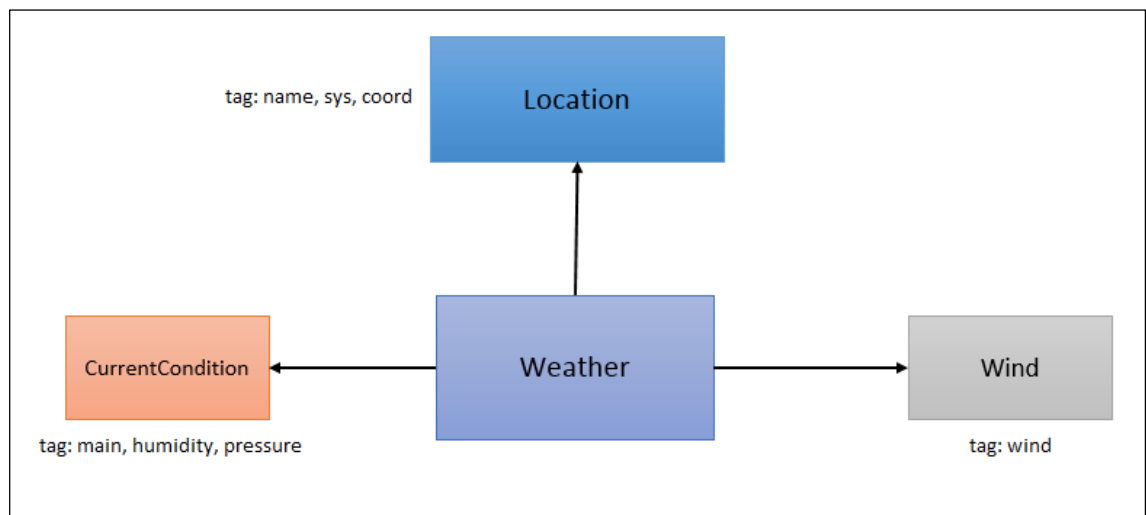 tag: name, sys, coord
Location
CurrentCondition
Weather
Wind
tag: main, humidity, pressure
tag: wind